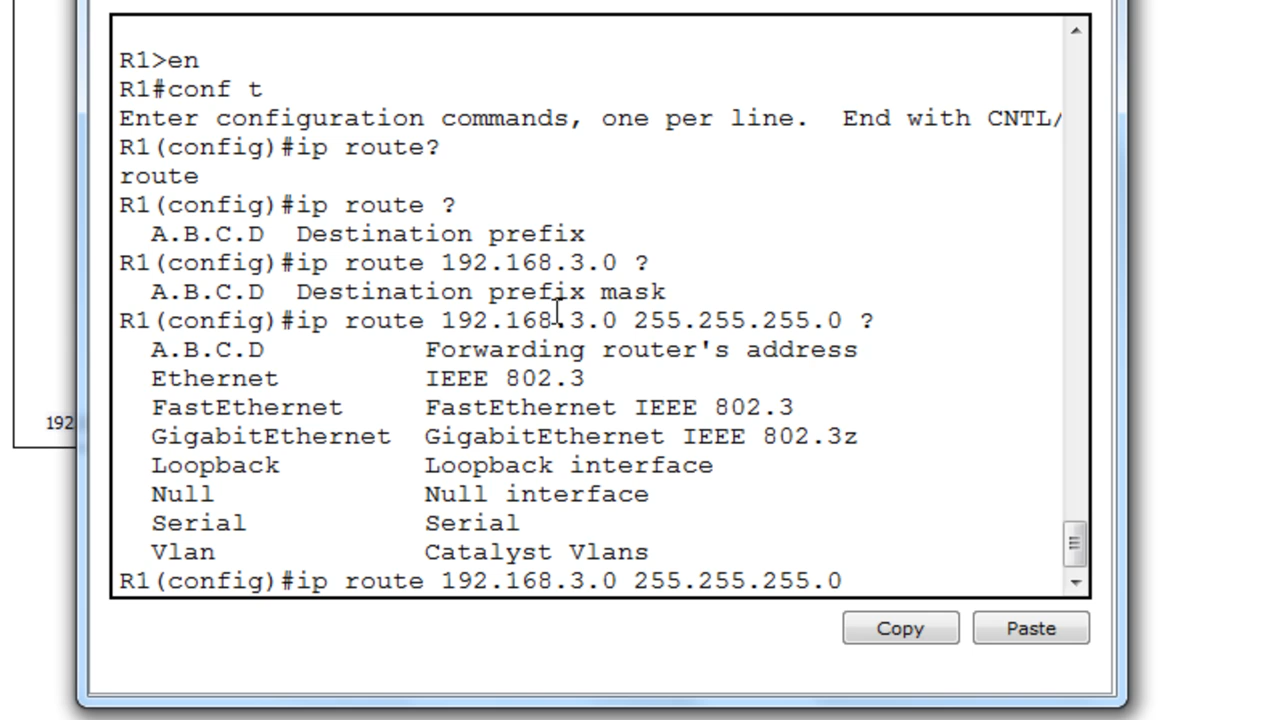 R1>en
R1#conf t
Enter configuration commands, one per line.  End with CNTL/
R1(config)#ip route?
route
R1(config)#ip route ?
  A.B.C.D  Destination prefix
R1(config)#ip route 192.168.3.0 ?
  A.B.C.D  Destination prefix mask
R1(config)#ip route 192.168.3.0 255.255.255.0 ?
  A.B.C.D          Forwarding router's address
  Ethernet         IEEE 802.3
  FastEthernet     FastEthernet IEEE 802.3
  GigabitEthernet  GigabitEthernet IEEE 802.3z
  Loopback         Loopback interface
  Null             Null interface
  Serial           Serial
  Vlan             Catalyst Vlans
R1(config)#ip route 192.168.3.0 255.255.255.0
192
Copy
Paste